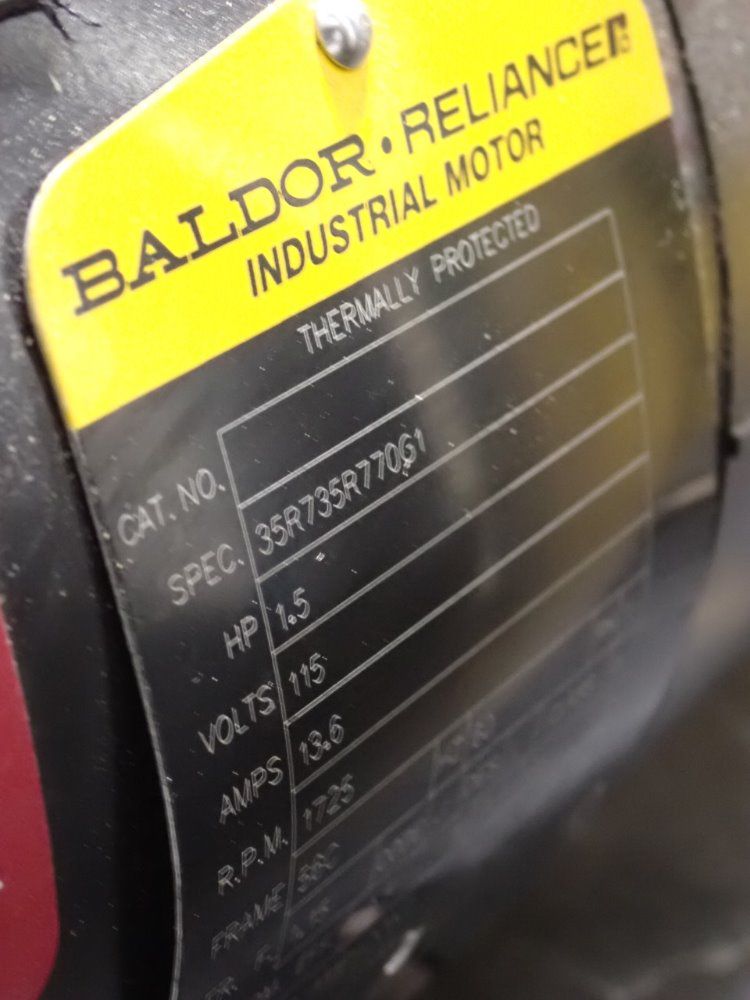 BALDOR • RELIANCE
INDUSTRIAL MOTOR
THERMALLY PROTECTED
CAT. NO.
SPEC. 35R735R770G1
HP 1.5
VOLTS 115
AMPS 13.6
R.P.M. 1725
FRAME 56C